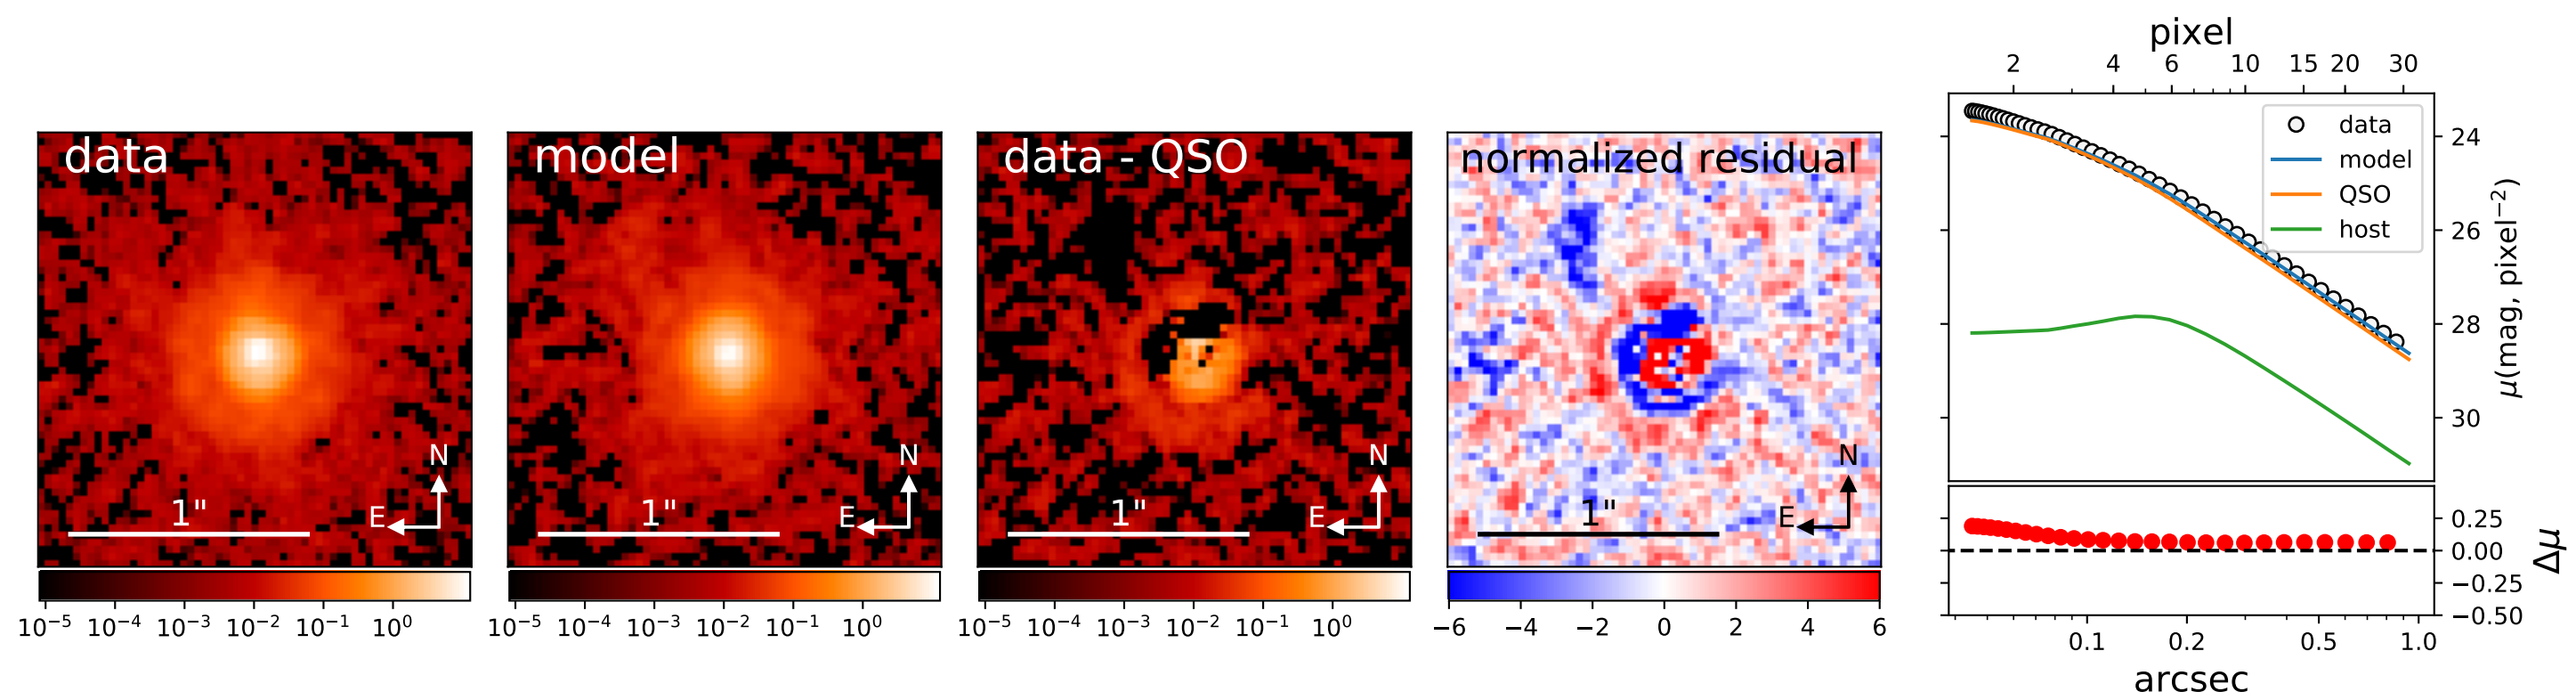 data
N
E
1"
10⁻⁵ 10⁻⁴ 10⁻³ 10⁻² 10⁻¹ 10⁰
model
N
E
1"
10⁻⁵ 10⁻⁴ 10⁻³ 10⁻² 10⁻¹ 10⁰
data - QSO
N
E
1"
10⁻⁵ 10⁻⁴ 10⁻³ 10⁻² 10⁻¹ 10⁰
normalized residual
N
E
1"
−6 −4 −2 0 2 4 6
pixel
2 4 6 10 15 20 30
data
model
QSO
host
24
26
28
30
μ(mag, pixel⁻²)
0.25
0.00
−0.25
−0.50
Δμ
0.1 0.2 0.5 1.0
arcsec